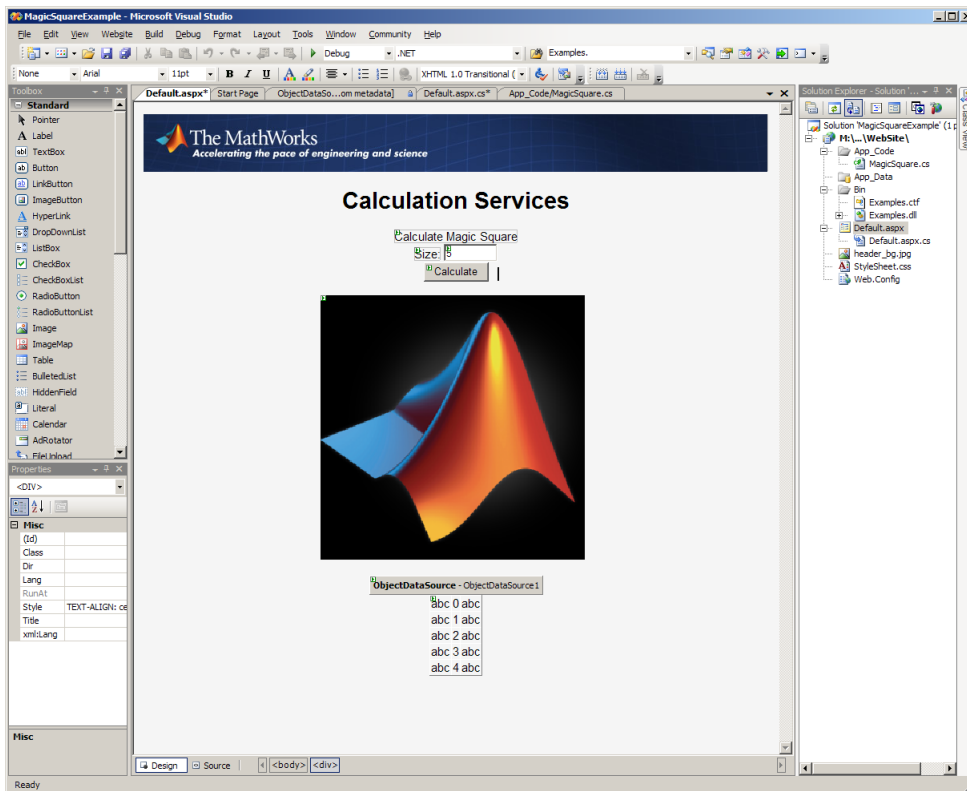 MagicSquareExample - Microsoft Visual Studio
File Edit View Website Build Debug Format Layout Tools Window Community Help
Debug .NET Examples.
None Arial 11pt B I U A XHTML 1.0 Transitional (
Toolbox
Standard
Pointer
A Label
abl TextBox
ab Button
ab LinkButton
ImageButton
A HyperLink
DropDownList
ListBox
CheckBox
CheckBoxList
RadioButton
RadioButtonList
Image
ImageMap
Table
BulletedList
abl HiddenField
Literal
Calendar
AdRotator
FileUpload
Properties
<DIV>
Misc
(Id)
Class
Dir
Lang
RunAt
Style TEXT-ALIGN: ce
Title
xml:Lang
Misc
Default.aspx* Start Page ObjectDataSo...om metadata] Default.aspx.cs* App_Code/MagicSquare.cs
The MathWorks
Accelerating the pace of engineering and science
Calculation Services
Calculate Magic Square
Size: 5
Calculate
ObjectDataSource - ObjectDataSource1
abc 0 abc
abc 1 abc
abc 2 abc
abc 3 abc
abc 4 abc
Design Source <body> <div>
Solution Explorer - Solution '...
Solution 'MagicSquareExample' (1 p
M:\...\WebSite\
App_Code
MagicSquare.cs
App_Data
Bin
Examples.ctf
Examples.dll
Default.aspx
Default.aspx.cs
header_bg.jpg
StyleSheet.css
Web.Config
Class View
Ready